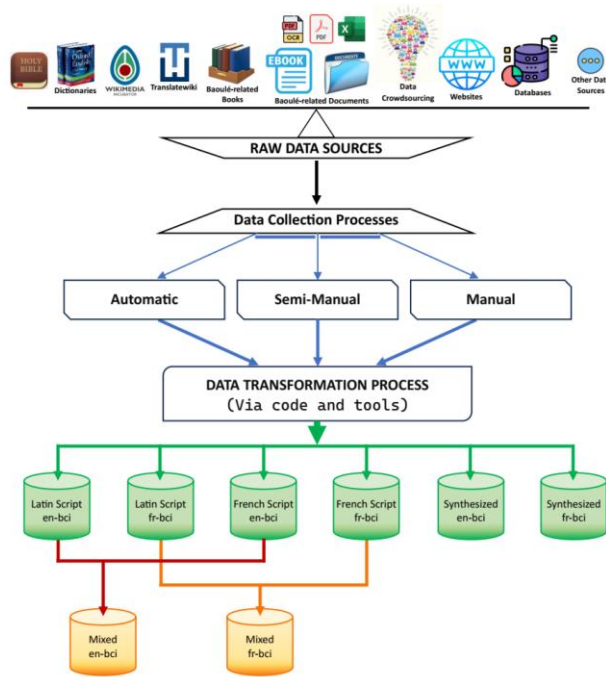 HOLY
BIBLE
Dictionaries
WIKIMEDIA
INCUBATOR
Translatewiki
Baoulé-related
Books
PDF
OCR
PDF
EBOOK
DOCUMENTS
Baoulé-related Documents
Data
Crowdsourcing
WWW
Websites
Databases
Other Dat
Sources
RAW DATA SOURCES
Data Collection Processes
Automatic
Semi-Manual
Manual
DATA TRANSFORMATION PROCESS
(Via code and tools)
Latin Script
en-bci
Latin Script
fr-bci
French Script
en-bci
French Script
fr-bci
Synthesized
en-bci
Synthesized
fr-bci
Mixed
en-bci
Mixed
fr-bci